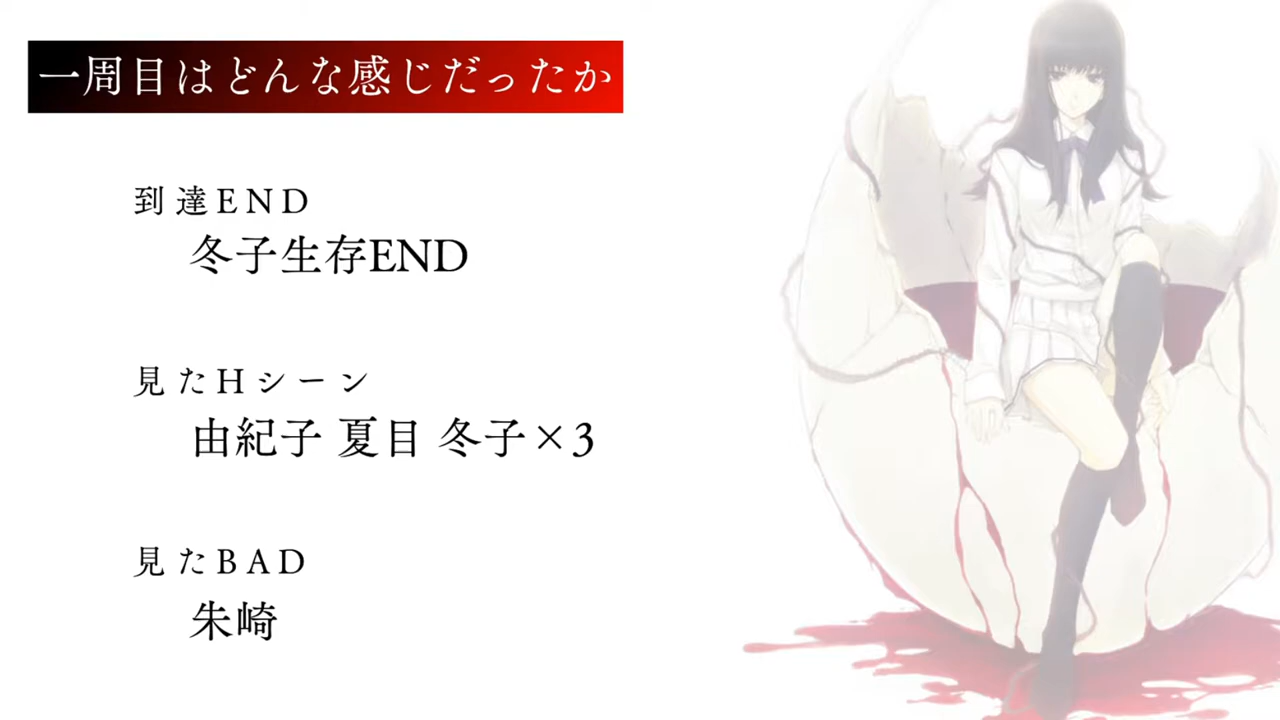 一周目はどんな感じだったか
到達END
冬子生存END
見たHシーン
由紀子 夏目 冬子×3
見たBAD
朱崎